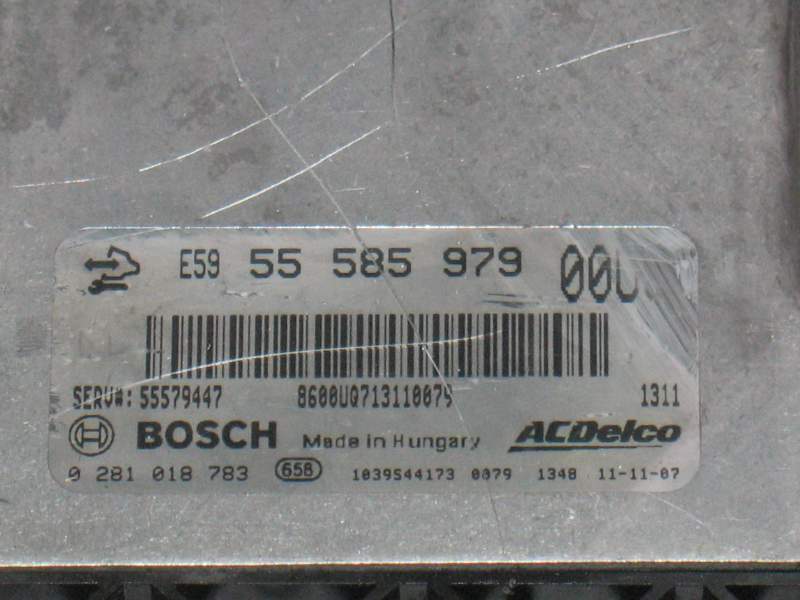 E59 55 585 979 00U
SERV#: 55579447 8600UQ713110079 1311
BOSCH Made in Hungary ACDelco
0 281 018 783 658 1039S44173 0079 1348 11-11-07